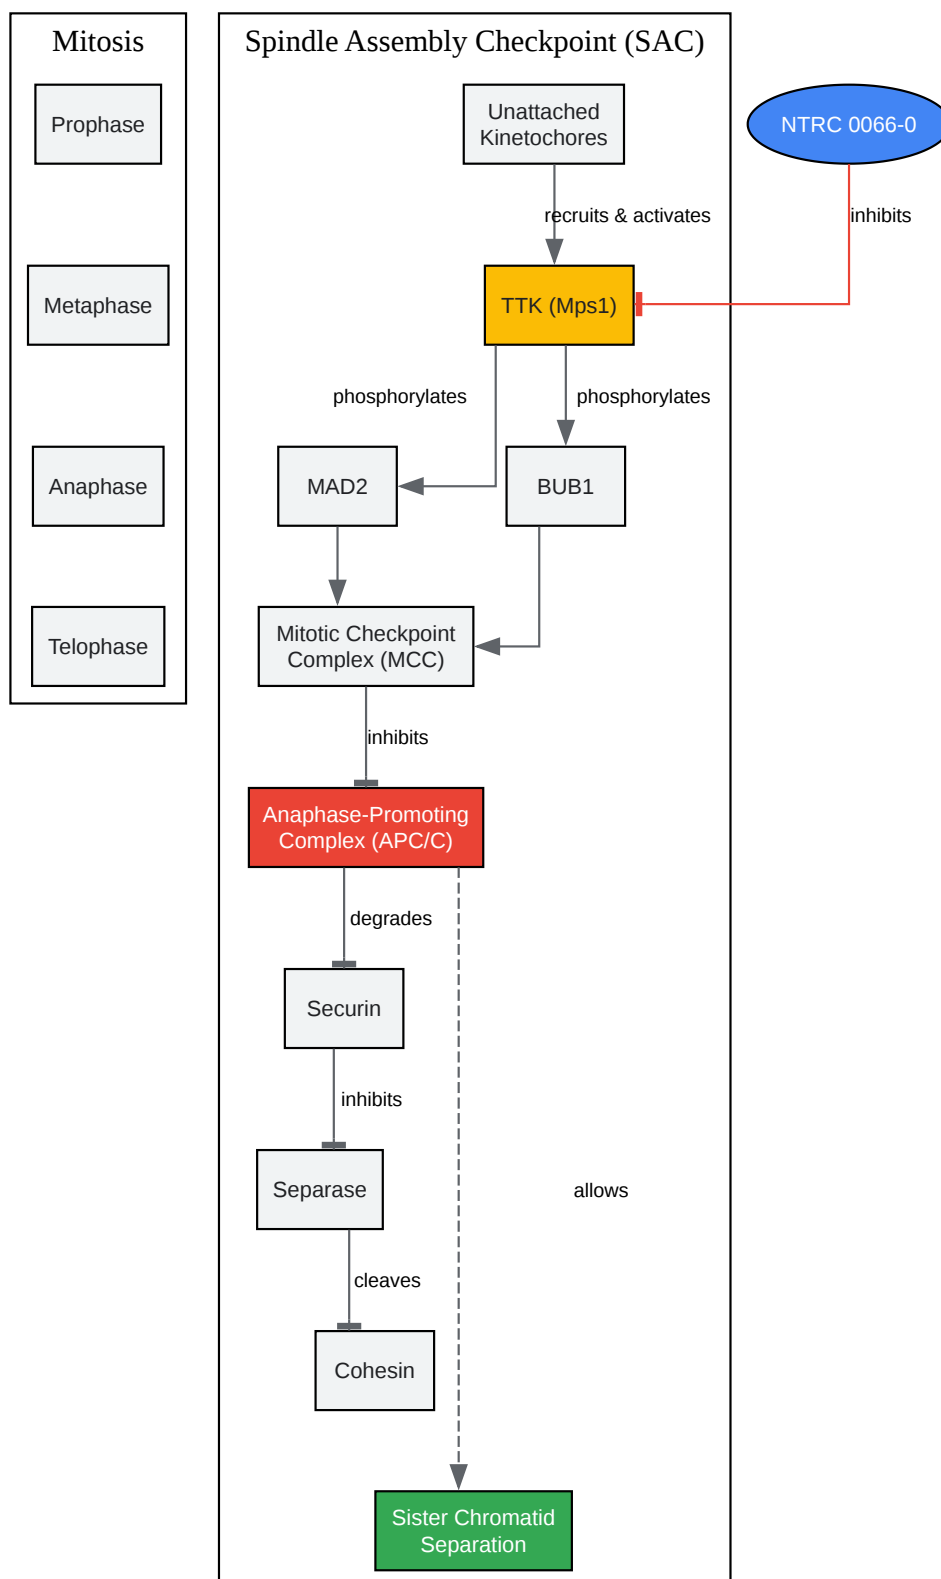 Mitosis
Spindle Assembly Checkpoint (SAC)
Prophase
Unattached
Kinetochores
NTRC 0066-0
recruits & activates
inhibits
Metaphase
TTK (Mps1)
phosphorylates
phosphorylates
Anaphase
MAD2
BUB1
Telophase
Mitotic Checkpoint
Complex (MCC)
inhibits
Anaphase-Promoting
Complex (APC/C)
degrades
Securin
inhibits
Separase
allows
cleaves
Cohesin
Sister Chromatid
Separation